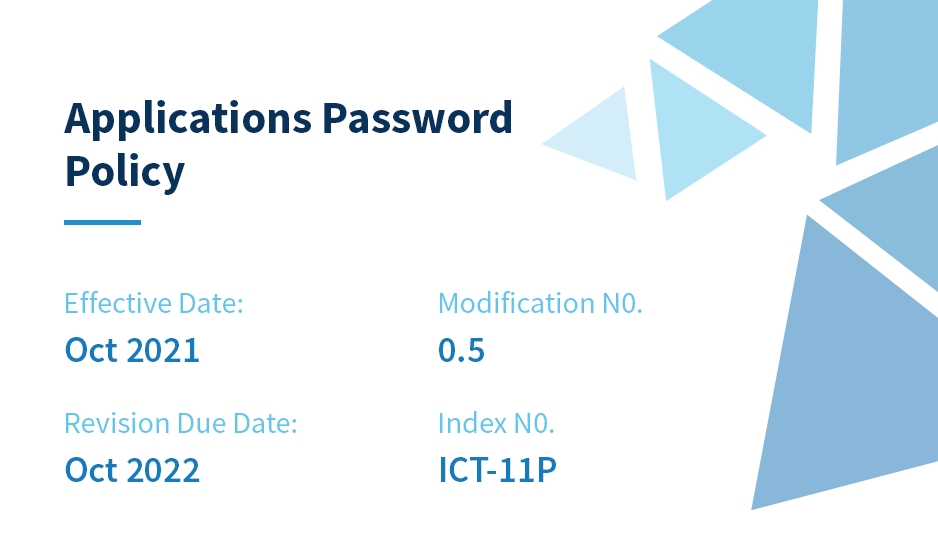 Applications Password
Policy
Effective Date:
Oct 2021
Modification N0.
0.5
Revision Due Date:
Oct 2022
Index N0.
ICT-11P